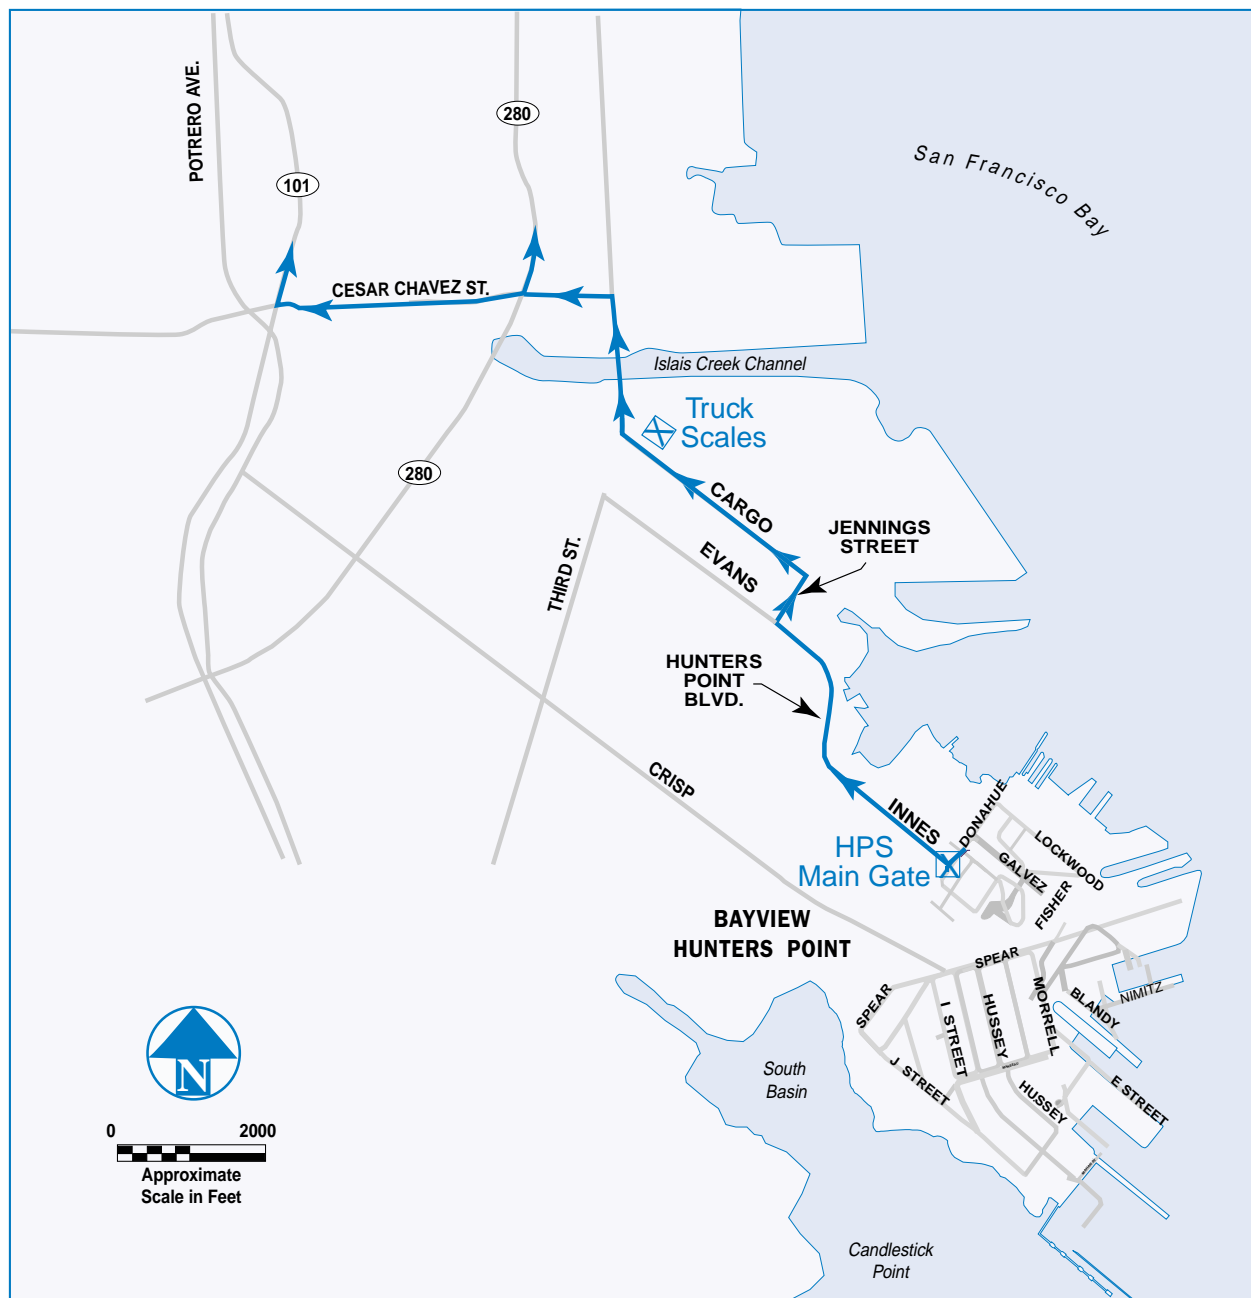 POTRERO AVE.
280
101
San Francisco Bay
CESAR CHAVEZ ST.
Islais Creek Channel
Truck
Scales
280
CARGO
JENNINGS
STREET
EVANS
THIRD ST.
HUNTERS
POINT
BLVD.
CRISP
INNES
DONAHUE
LOCKWOOD
HPS
Main Gate
GALVEZ
FISHER
BAYVIEW
HUNTERS POINT
SPEAR
SPEAR
I STREET
HUSSEY
MORRELL
BLANDY
NIMITZ
J STREET
HUSSEY
E STREET
South
Basin
N
0 2000
Approximate
Scale in Feet
Candlestick
Point